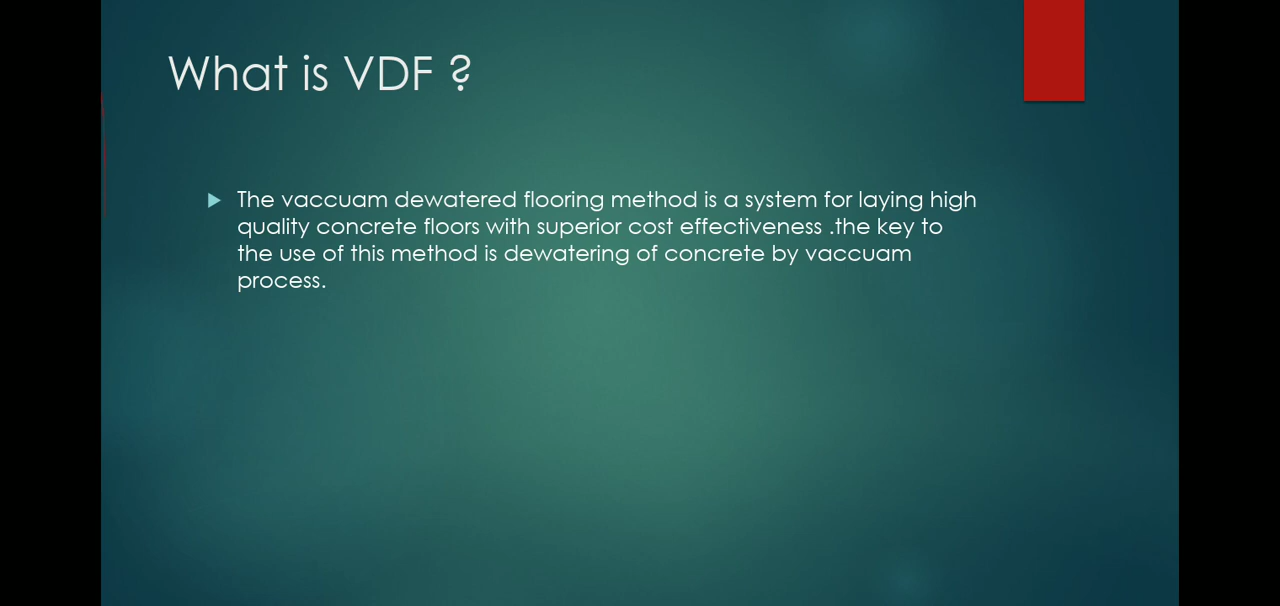 What is VDF ?
The vaccuam dewatered flooring method is a system for laying high
quality concrete floors with superior cost effectiveness .the key to
the use of this method is dewatering of concrete by vaccuam
process.